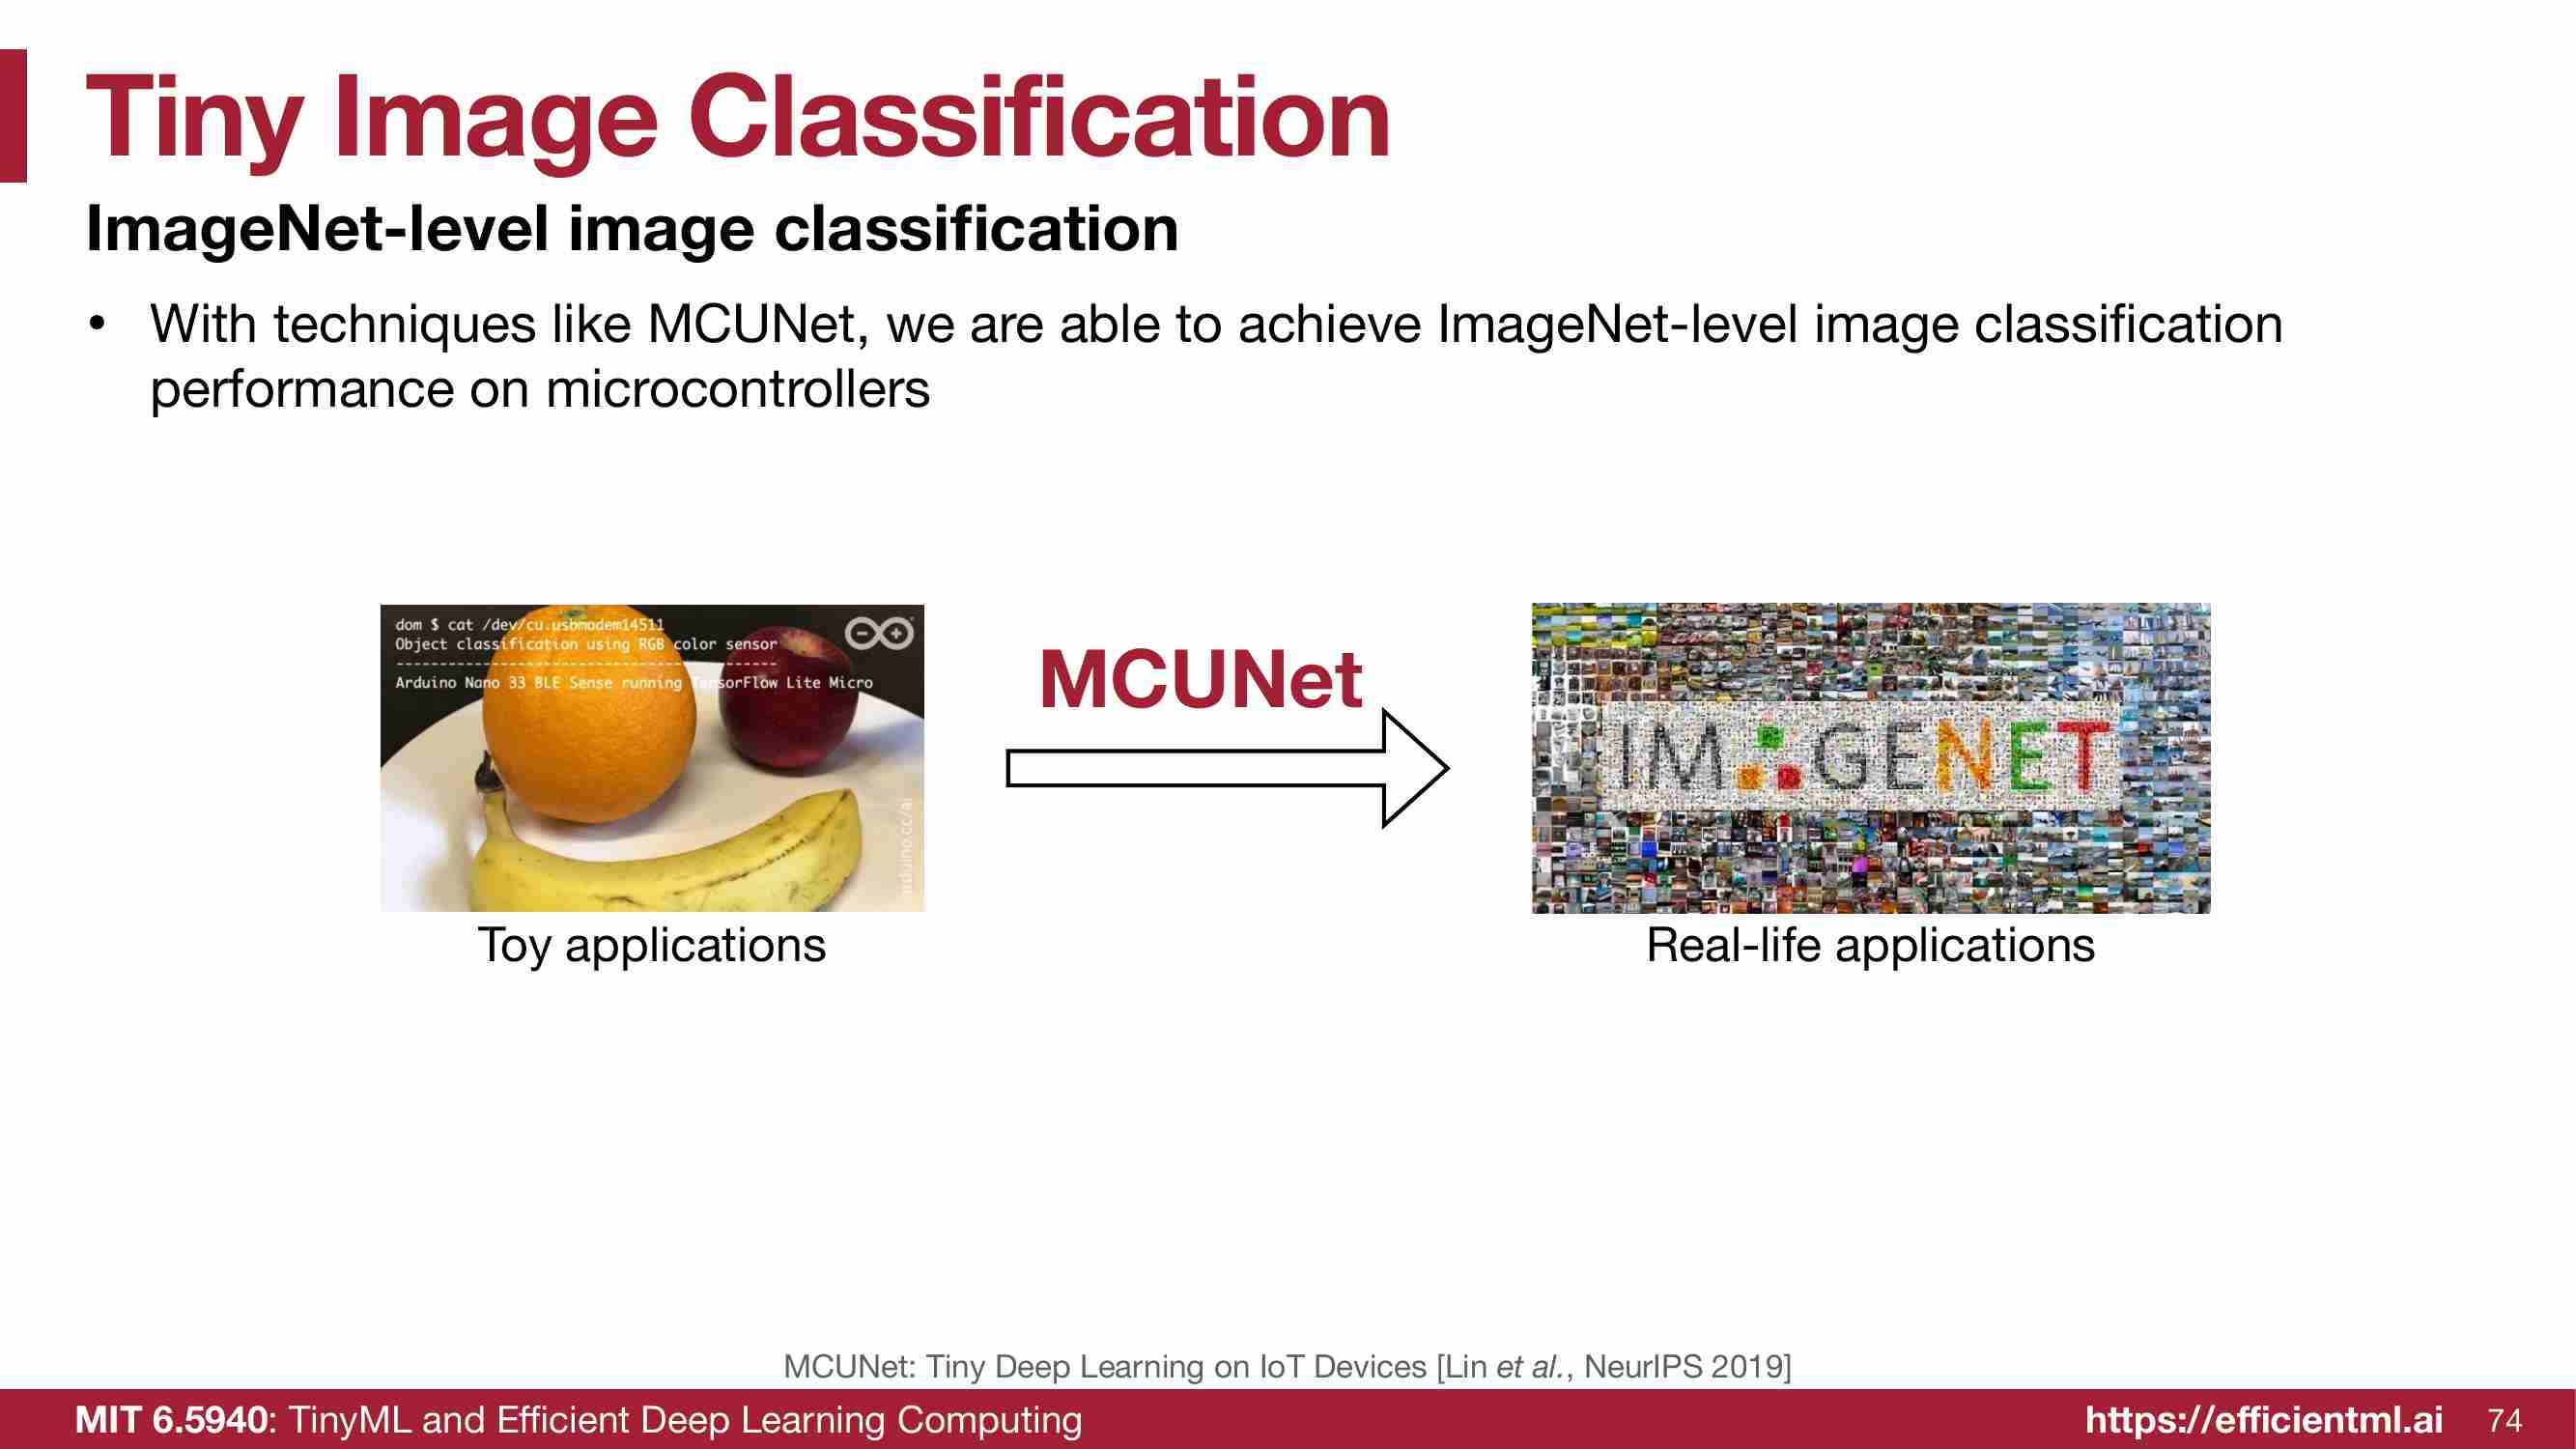 Tiny Image Classification
ImageNet-level image classification
• With techniques like MCUNet, we are able to achieve ImageNet-level image classification
performance on microcontrollers
dom $ cat /dev/cu.usbmodem14511
Object classification using RGB color sensor
--------------------------------------------
Arduino Nano 33 BLE Sense running TensorFlow Lite Micro
arduino.cc/ai
Toy applications
MCUNet
IMAGENET
Real-life applications
MCUNet: Tiny Deep Learning on IoT Devices [Lin et al., NeurIPS 2019]
MIT 6.5940: TinyML and Efficient Deep Learning Computing
https://efficientml.ai 74